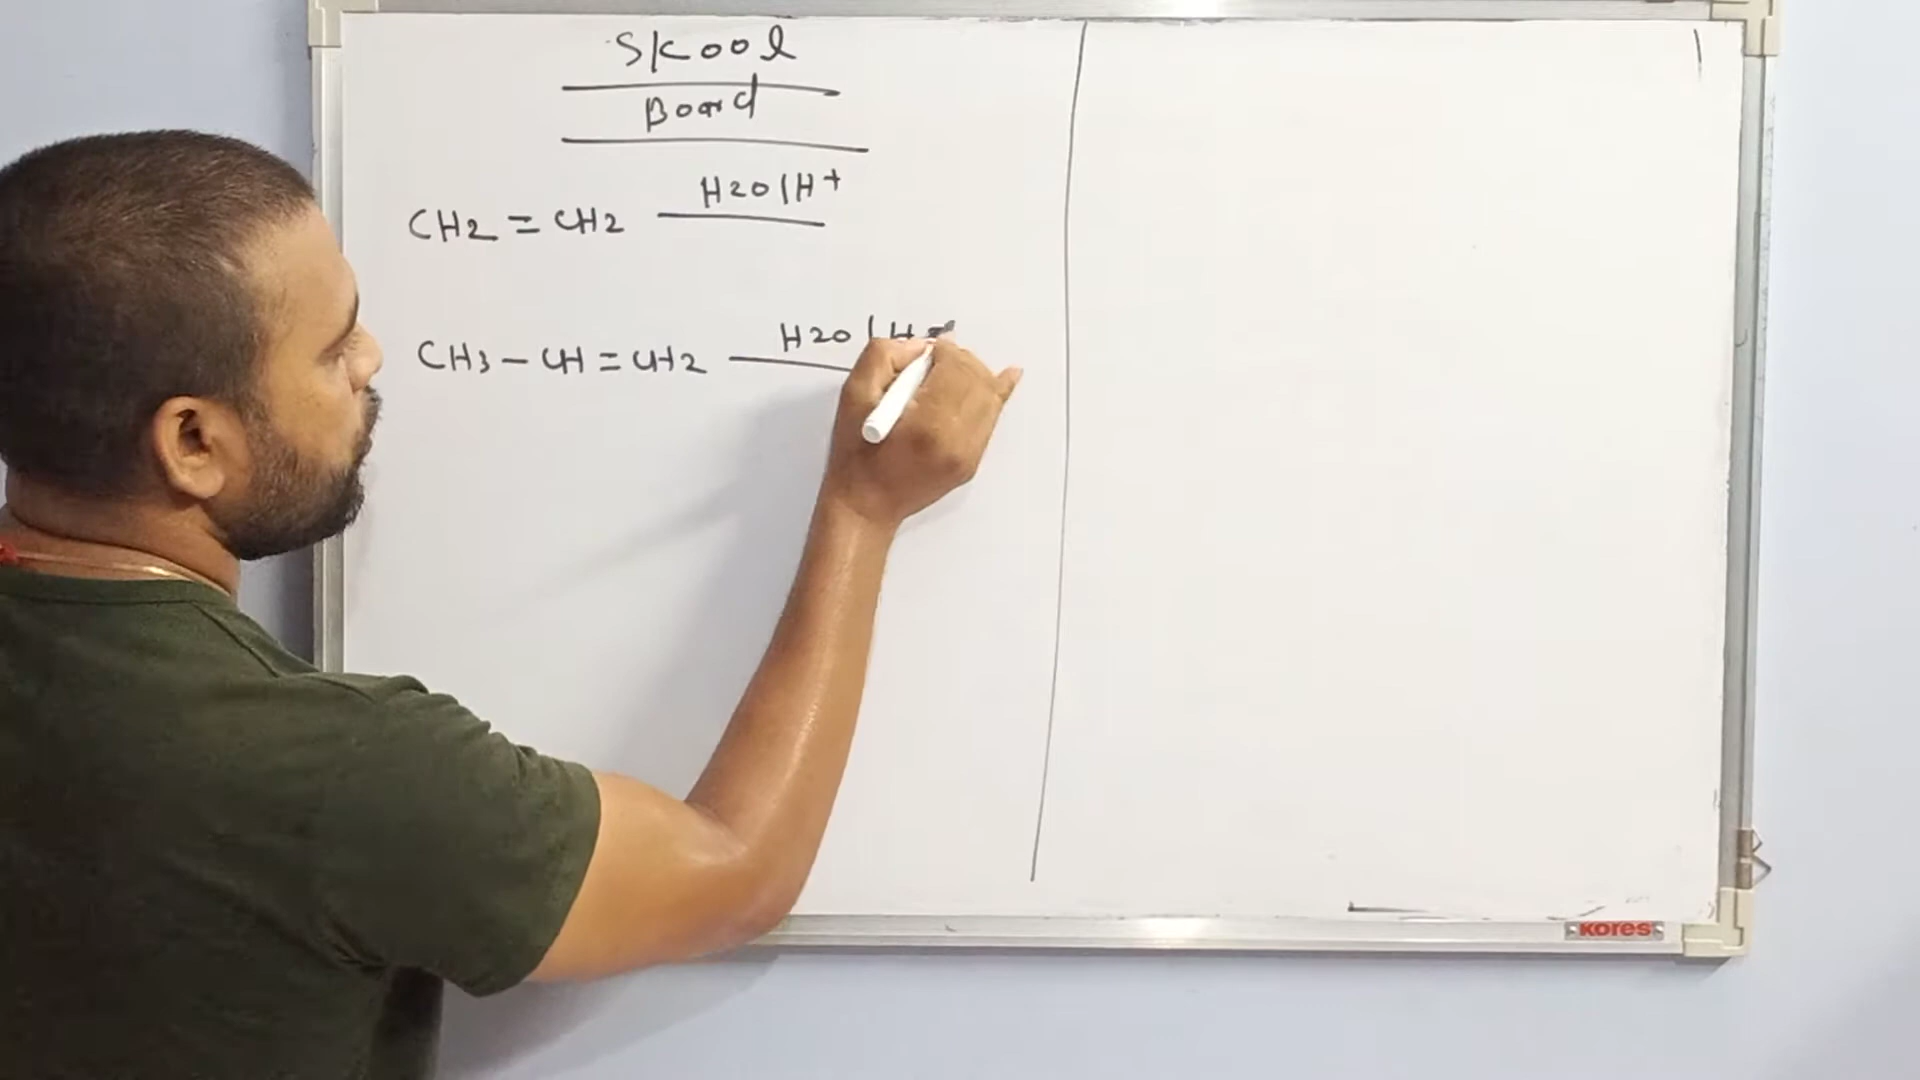 Skool
Board
H2O/H+
CH2 = CH2
H2O/H
CH3 - CH = CH2
KORES